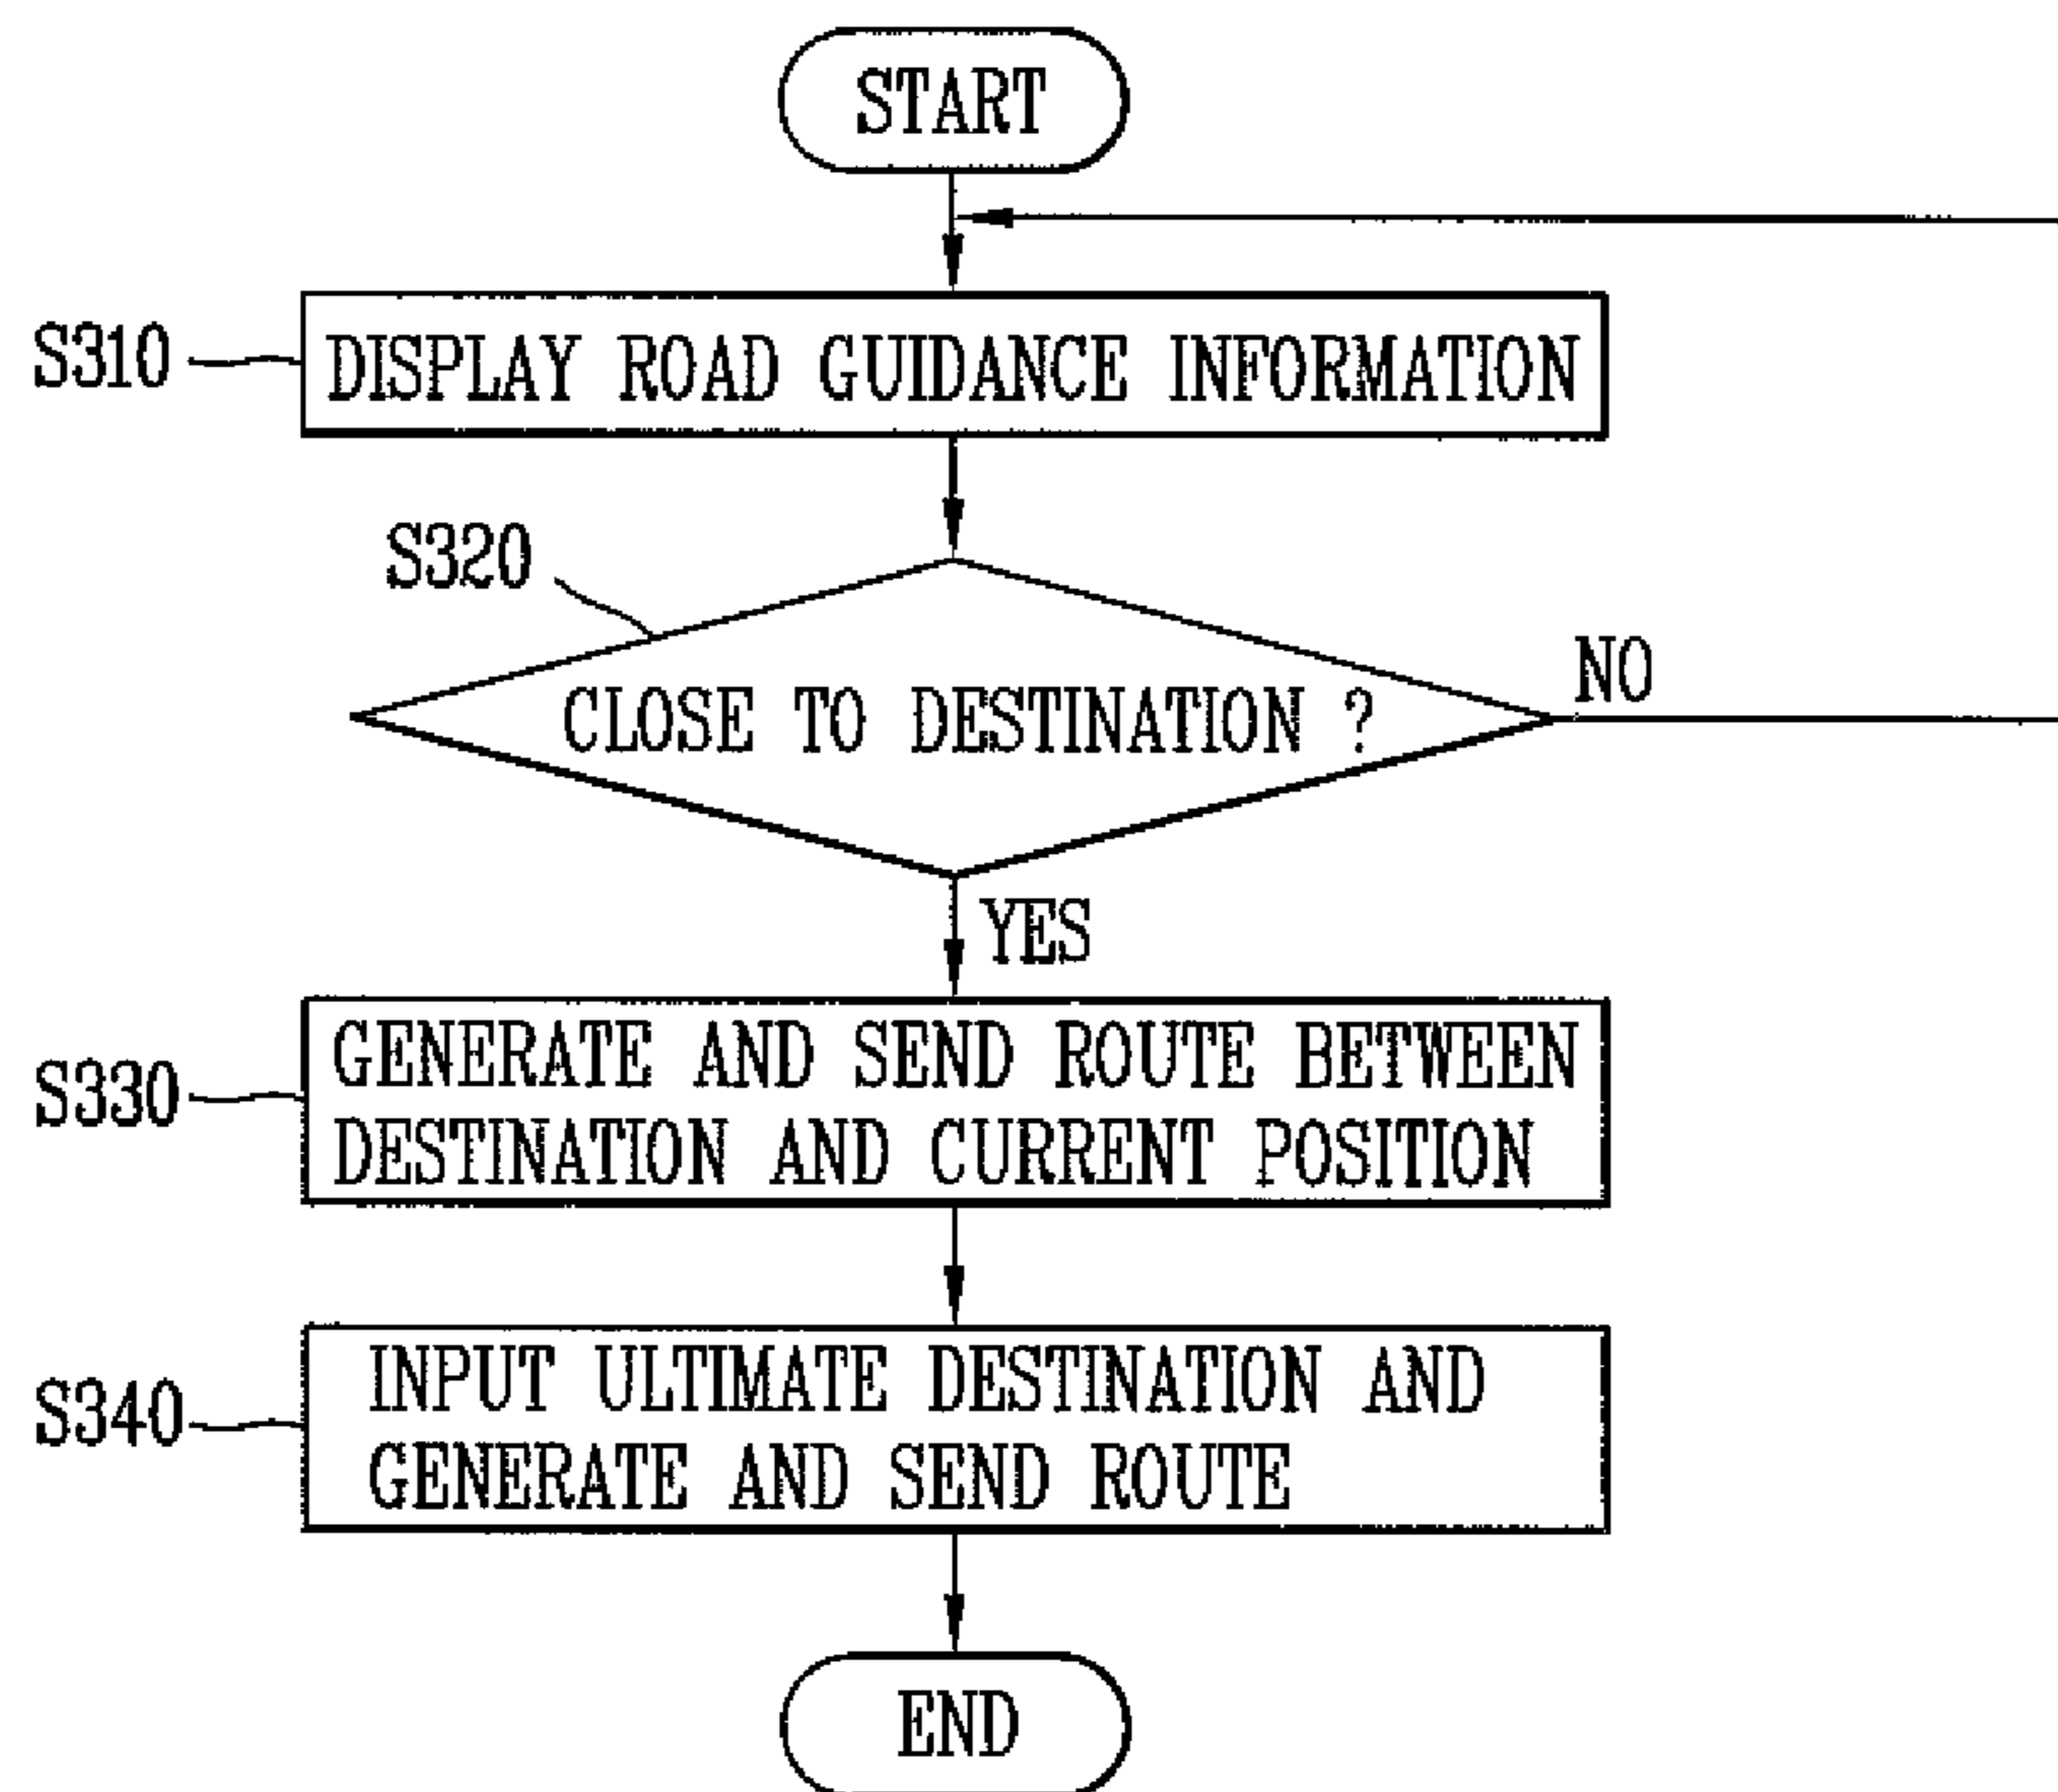 START
S310
DISPLAY ROAD GUIDANCE INFORMATION
S320
CLOSE TO DESTINATION ?
NO
YES
S330
GENERATE AND SEND ROUTE BETWEEN
DESTINATION AND CURRENT POSITION
S340
INPUT ULTIMATE DESTINATION AND
GENERATE AND SEND ROUTE
END